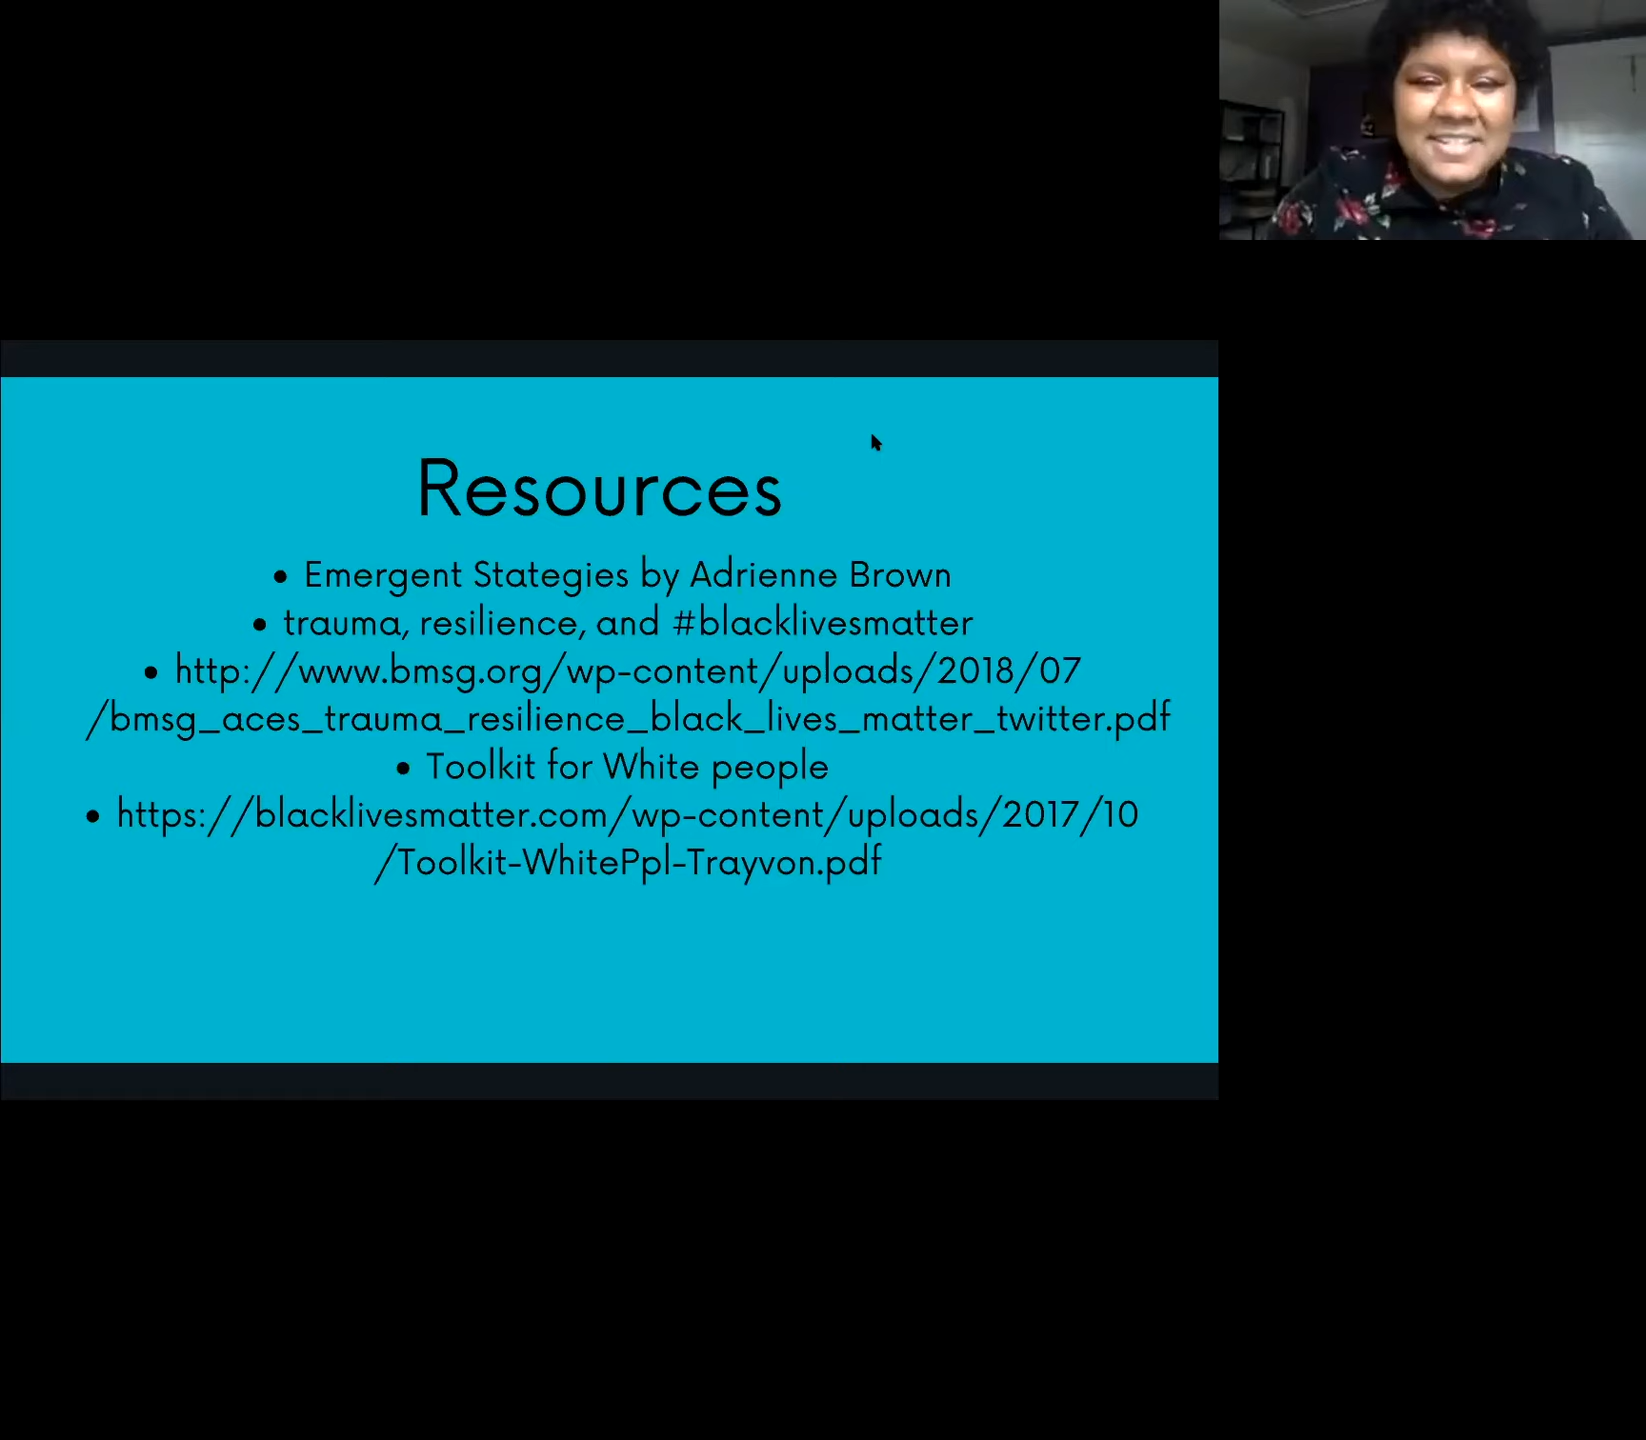 Resources
• Emergent Stategies by Adrienne Brown
• trauma, resilience, and #blacklivesmatter
• http://www.bmsg.org/wp-content/uploads/2018/07
/bmsg_aces_trauma_resilience_black_lives_matter_twitter.pdf
• Toolkit for White people
• https://blacklivesmatter.com/wp-content/uploads/2017/10
/Toolkit-WhitePpl-Trayvon.pdf